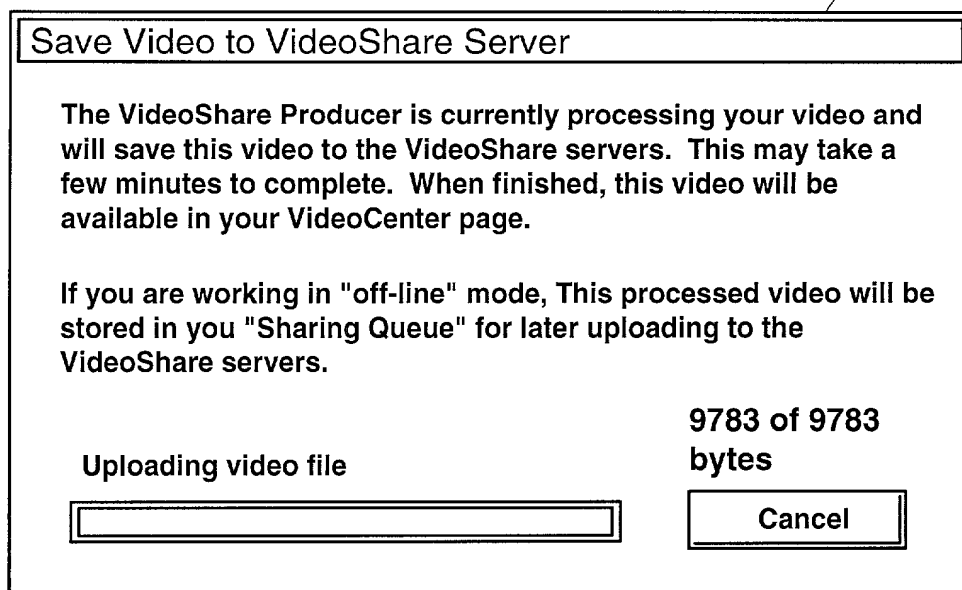 Save Video to VideoShare Server
The VideoShare Producer is currently processing your video and
will save this video to the VideoShare servers.  This may take a
few minutes to complete.  When finished, this video will be
available in your VideoCenter page.
If you are working in "off-line" mode, This processed video will be
stored in you "Sharing Queue" for later uploading to the
VideoShare servers.
9783 of 9783
bytes
Uploading video file
Cancel